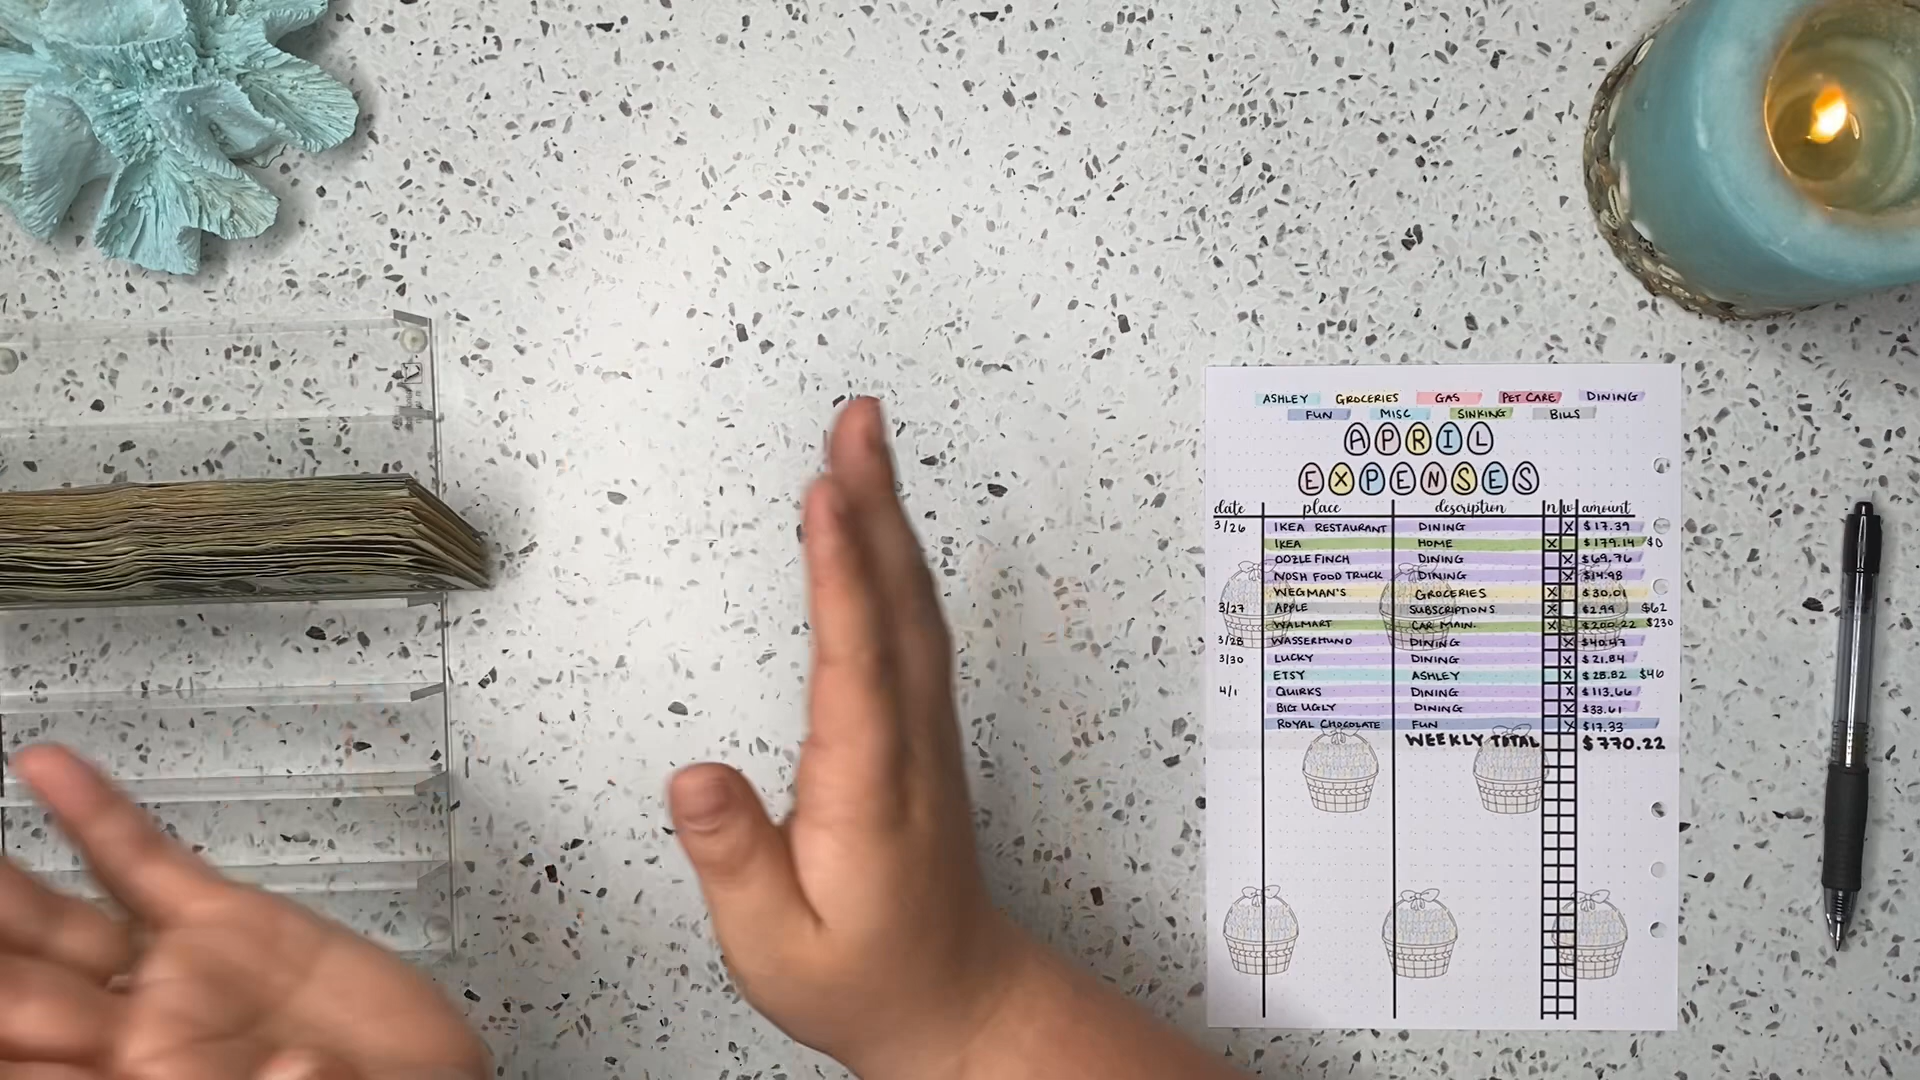 ASHLEY GROCERIES GAS PET CARE DINING
FUN MISC SINKING BILLS
APRIL
EXPENSES
date place description n w amount
3/26 IKEA RESTAURANT DINING X $17.39
IKEA HOME X $179.14 $0
OOZLEFINCH DINING X $69.76
NOSH FOOD TRUCK DINING X $14.98
WEGMAN'S GROCERIES X $30.01
3/27 APPLE SUBSCRIPTIONS X $2.99 $62
WALMART CAR MAIN. X $200.22 $230
3/28 WASSERHUND DINING X $40.47
3/30 LUCKY DINING X $21.84
ETSY ASHLEY X $28.82 $46
4/1 QUIRKS DINING X $113.66
BIG UGLY DINING X $33.61
ROYAL CHOCOLATE FUN X $17.33
WEEKLY TOTAL $770.22